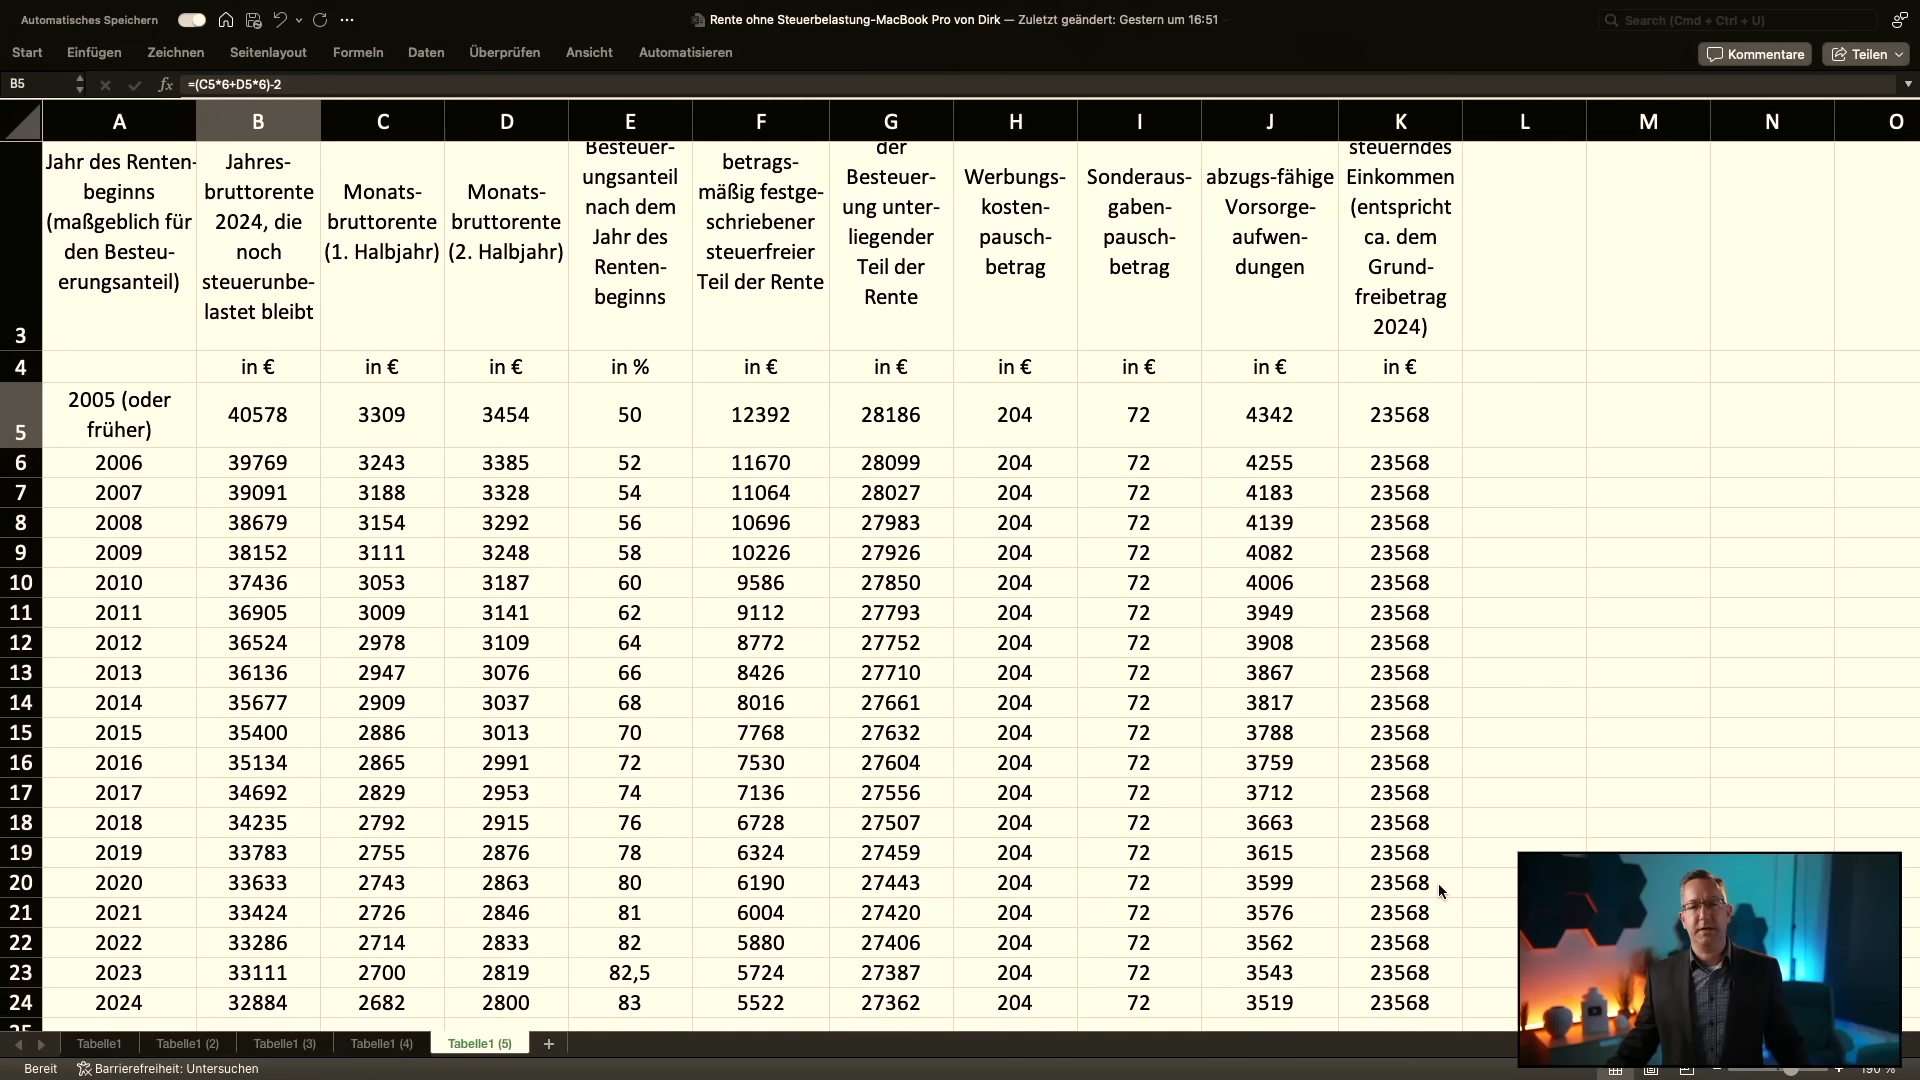 Automatisches Speichern
Rente ohne Steuerbelastung-MacBook Pro von Dirk — Zuletzt geändert: Gestern um 16:51
Search (Cmd + Ctrl + U)
Start Einfügen Zeichnen Seitenlayout Formeln Daten Überprüfen Ansicht Automatisieren Kommentare Teilen
B5 fx =(C5*6+D5*6)-2
A B C D E F G H I J K L M N O
3
Jahr des Renten-
beginns
(maßgeblich für
den Besteu-
erungsanteil)
Jahres-
bruttorente
2024, die
noch
steuerunbe-
lastet bleibt
Monats-
bruttorente
(1. Halbjahr)
Monats-
bruttorente
(2. Halbjahr)
Besteuer-
ungsanteil
nach dem
Jahr des
Renten-
beginns
betrags-
mäßig festge-
schriebener
steuerfreier
Teil der Rente
der
Besteuer-
ung unter-
liegender
Teil der
Rente
Werbungs-
kosten-
pausch-
betrag
Sonderaus-
gaben-
pausch-
betrag
abzugs-fähige
Vorsorge-
aufwen-
dungen
steuerndes
Einkommen
(entspricht
ca. dem
Grund-
freibetrag
2024)
4 in € in € in € in % in € in € in € in € in € in €
5 2005 (oder
früher) 40578 3309 3454 50 12392 28186 204 72 4342 23568
6 2006 39769 3243 3385 52 11670 28099 204 72 4255 23568
7 2007 39091 3188 3328 54 11064 28027 204 72 4183 23568
8 2008 38679 3154 3292 56 10696 27983 204 72 4139 23568
9 2009 38152 3111 3248 58 10226 27926 204 72 4082 23568
10 2010 37436 3053 3187 60 9586 27850 204 72 4006 23568
11 2011 36905 3009 3141 62 9112 27793 204 72 3949 23568
12 2012 36524 2978 3109 64 8772 27752 204 72 3908 23568
13 2013 36136 2947 3076 66 8426 27710 204 72 3867 23568
14 2014 35677 2909 3037 68 8016 27661 204 72 3817 23568
15 2015 35400 2886 3013 70 7768 27632 204 72 3788 23568
16 2016 35134 2865 2991 72 7530 27604 204 72 3759 23568
17 2017 34692 2829 2953 74 7136 27556 204 72 3712 23568
18 2018 34235 2792 2915 76 6728 27507 204 72 3663 23568
19 2019 33783 2755 2876 78 6324 27459 204 72 3615 23568
20 2020 33633 2743 2863 80 6190 27443 204 72 3599 23568
21 2021 33424 2726 2846 81 6004 27420 204 72 3576 23568
22 2022 33286 2714 2833 82 5880 27406 204 72 3562 23568
23 2023 33111 2700 2819 82,5 5724 27387 204 72 3543 23568
24 2024 32884 2682 2800 83 5522 27362 204 72 3519 23568
Tabelle1 Tabelle1 (2) Tabelle1 (3) Tabelle1 (4) Tabelle1 (5) +
Bereit Barrierefreiheit: Untersuchen 190 %